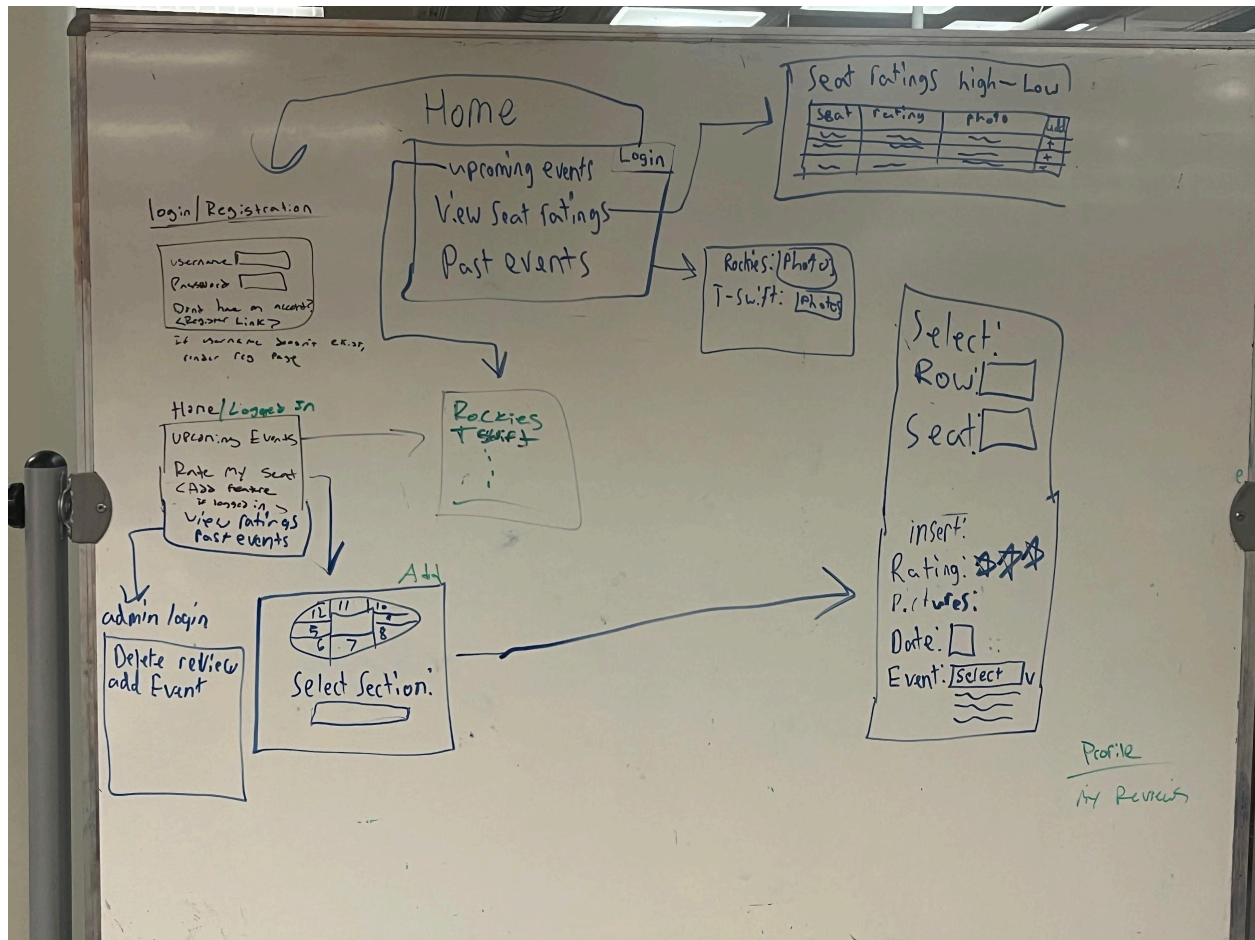 Home
Login
upcoming events
View Seat ratings
Past events
Seat ratings high-Low
Seat rating photo add
+
+
login/Registration
username
Password
Dont have an account?
<Register Link>
If username doesn't exist,
render reg page
Rockies: Photos
T-Swift: Photos
Home/Logged In
Upcoming Events
Rate My Seat
<Add feature
if logged in>
View ratings
Past events
Rockies
T Swift
admin login
Delete review
add Event
Add
12 11 10
5 9
6 7 8
Select Section:
Select:
Row:
Seat:
insert:
Rating:
Pictures:
Date:
Event: Select v
Profile
My Reviews